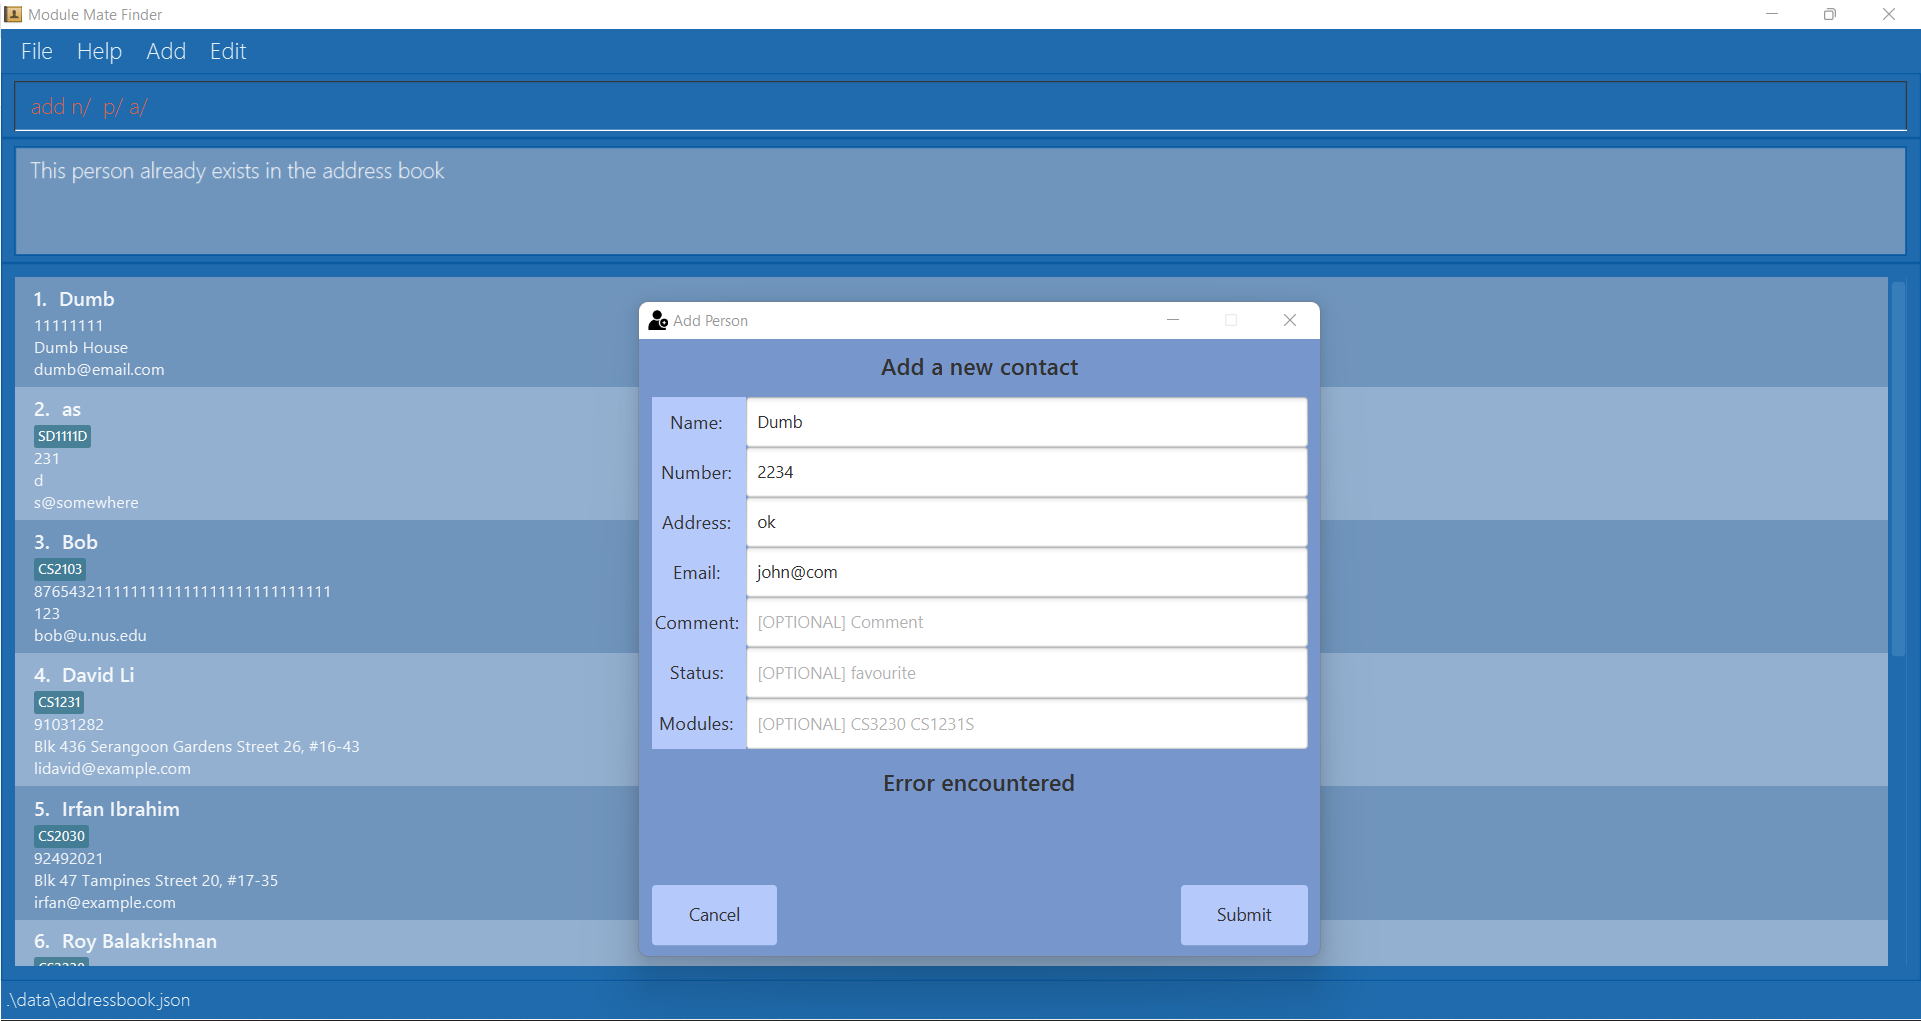 Module Mate Finder
File Help Add Edit
add n/ p/ a/
This person already exists in the address book
1. Dumb
11111111
Dumb House
dumb@email.com
2. as
SD1111D
231
d
s@somewhere
3. Bob
CS2103
123
bob@u.nus.edu
4. David Li
CS1231
91031282
Blk 436 Serangoon Gardens Street 26, #16-43
lidavid@example.com
5. Irfan Ibrahim
CS2030
92492021
Blk 47 Tampines Street 20, #17-35
irfan@example.com
6. Roy Balakrishnan
Add Person
Add a new contact
Name: Dumb
Number: 2234
Address: ok
Email: john@com
Comment: [OPTIONAL] Comment
Status: [OPTIONAL] favourite
Modules: [OPTIONAL] CS3230 CS1231S
Error encountered
Cancel Submit
.\data\addressbook.json